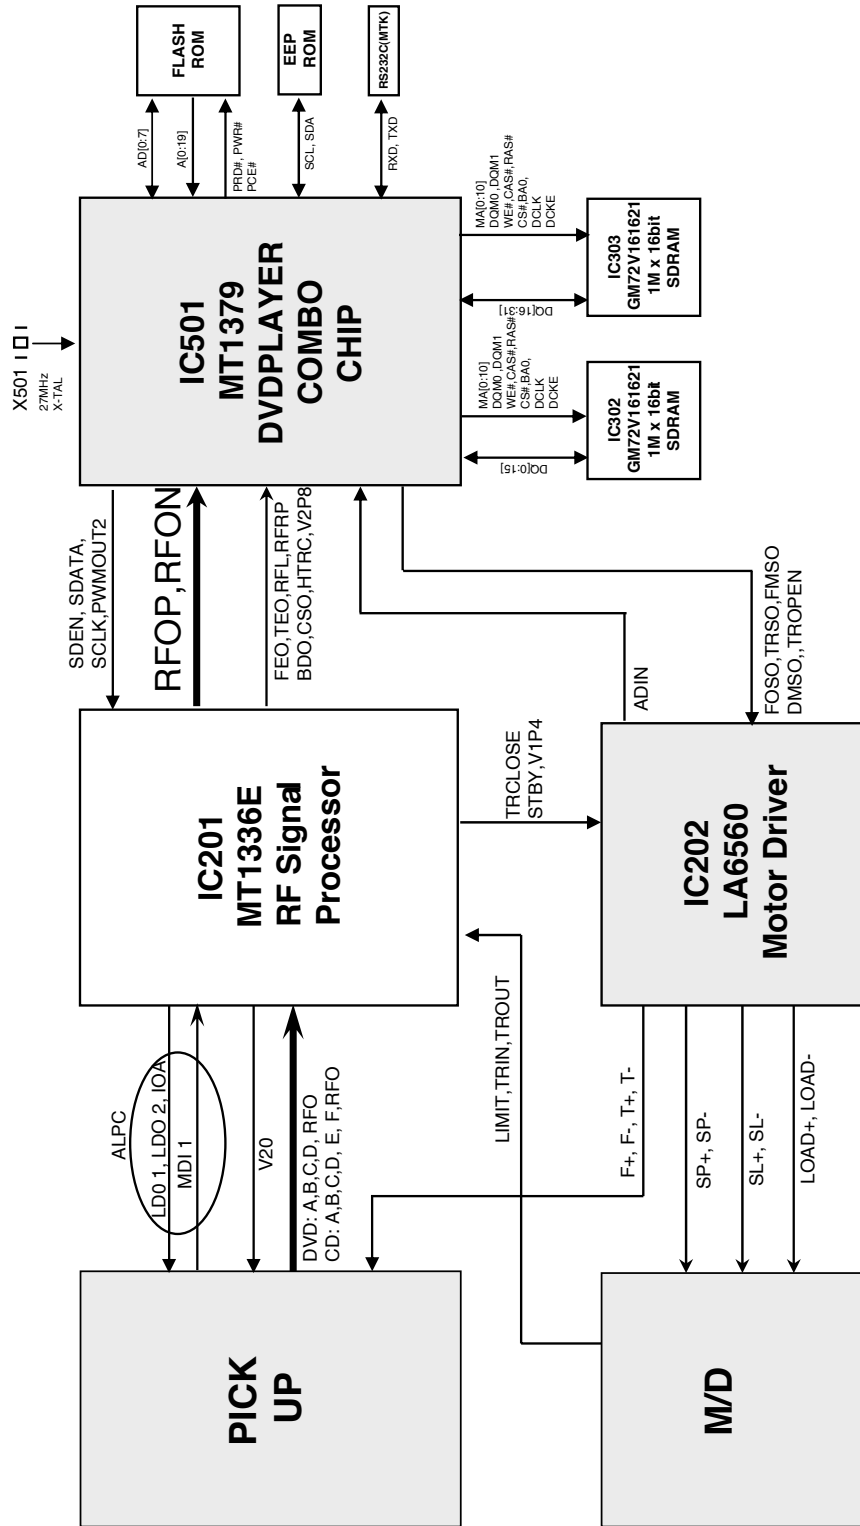 PICK
UP
M/D
ALPC
LD0 1, LDO 2, IOA
MDI 1
V20
DVD: A,B,C,D, RFO
CD: A,B,C,D, E, F,RFO
LIMIT,TRIN,TROUT
F+, F-, T+, T-
SP+, SP-
SL+, SL-
LOAD+, LOAD-
IC201
MT1336E
RF Signal
Processor
TRCLOSE
STBY,V1P4
IC202
LA6560
Motor Driver
SDEN, SDATA,
SCLK,PWMOUT2
RFOP,RFON
FEO,TEO,RFL,RFRP
BDO,CSO,HTRC,V2P8
ADIN
FOSO,TRSO,FMSO
DMSO,,TROPEN
X501
27MHz
X-TAL
IC501
MT1379
DVDPLAYER
COMBO
CHIP
DQ[0:15]
MA[0:10]
DQM0 ,DQM1
WE#,CAS#,RAS#
CS#,BA0,
DCLK
DCKE
IC302
GM72V161621
1M x 16bit
SDRAM
DQ[16:31]
MA[0:10]
DQM0 ,DQM1
WE#,CAS#,RAS#
CS#,BA0,
DCLK
DCKE
IC303
GM72V161621
1M x 16bit
SDRAM
AD[0:7]
A[0:19]
PRD#, PWR#
PCE#
SCL, SDA
RXD, TXD
FLASH
ROM
EEP
ROM
RS232C(MTK)